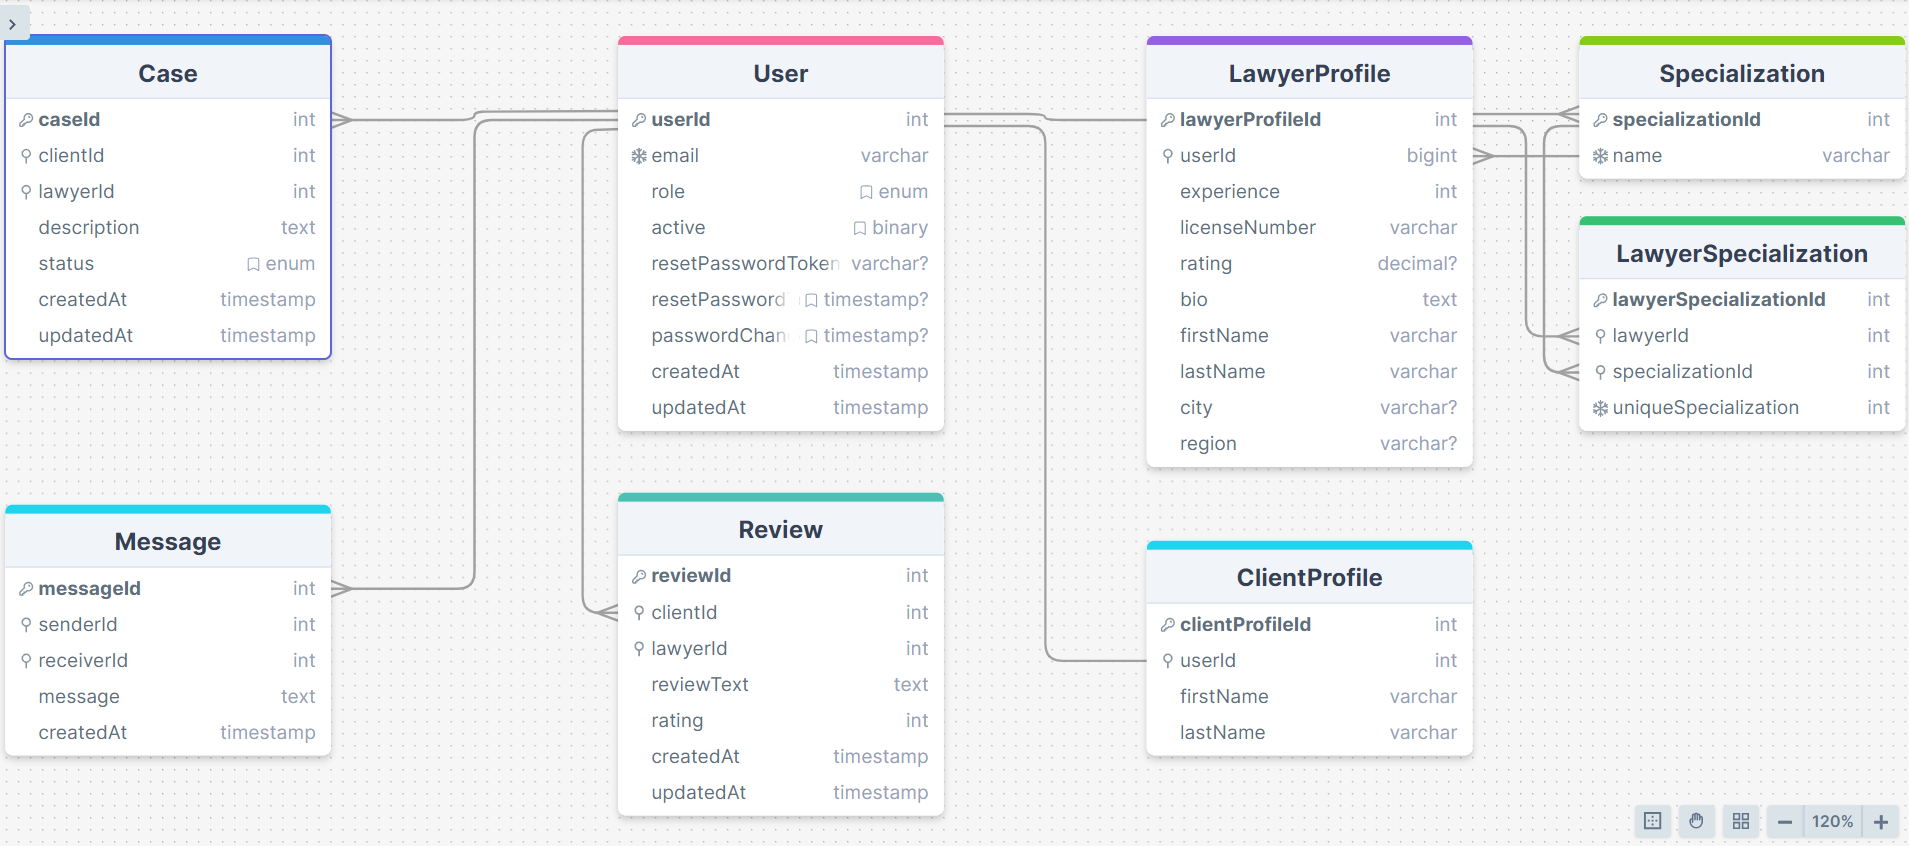 Case
caseId int
clientId int
lawyerId int
description text
status enum
createdAt timestamp
updatedAt timestamp
User
userId int
email varchar
role enum
active binary
resetPasswordToken varchar?
resetPassword timestamp?
passwordChan timestamp?
createdAt timestamp
updatedAt timestamp
LawyerProfile
lawyerProfileId int
userId bigint
experience int
licenseNumber varchar
rating decimal?
bio text
firstName varchar
lastName varchar
city varchar?
region varchar?
Specialization
specializationId int
name varchar
LawyerSpecialization
lawyerSpecializationId int
lawyerId int
specializationId int
uniqueSpecialization int
Message
messageId int
senderId int
receiverId int
message text
createdAt timestamp
Review
reviewId int
clientId int
lawyerId int
reviewText text
rating int
createdAt timestamp
updatedAt timestamp
ClientProfile
clientProfileId int
userId int
firstName varchar
lastName varchar
120%